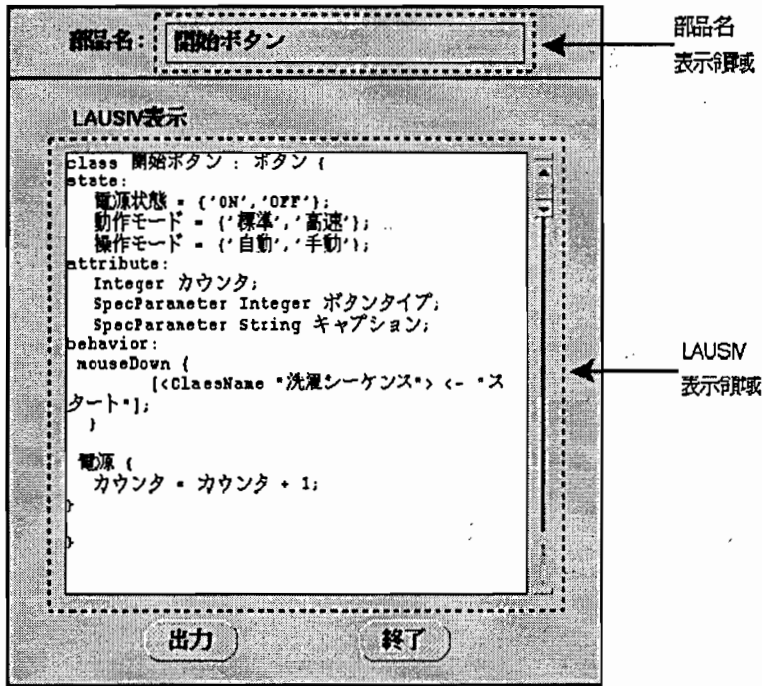 部品名: 開始ボタン
部品名
表示領域
LAUSIV表示
class 開始ボタン : ボタン {
state:
電源状態 = {'ON','OFF'};
動作モード = {'標準','高速'};
操作モード = {'自動','手動'};
attribute:
Integer カウンタ;
SpecParameter Integer ボタンタイプ;
SpecParameter String キャプション;
behavior:
mouseDown {
[<ClassName "洗濯シーケンス"> <- "ス
タート"];
}
電源 {
カウンタ = カウンタ + 1;
}
}
LAUSIV
表示領域
出力
終了